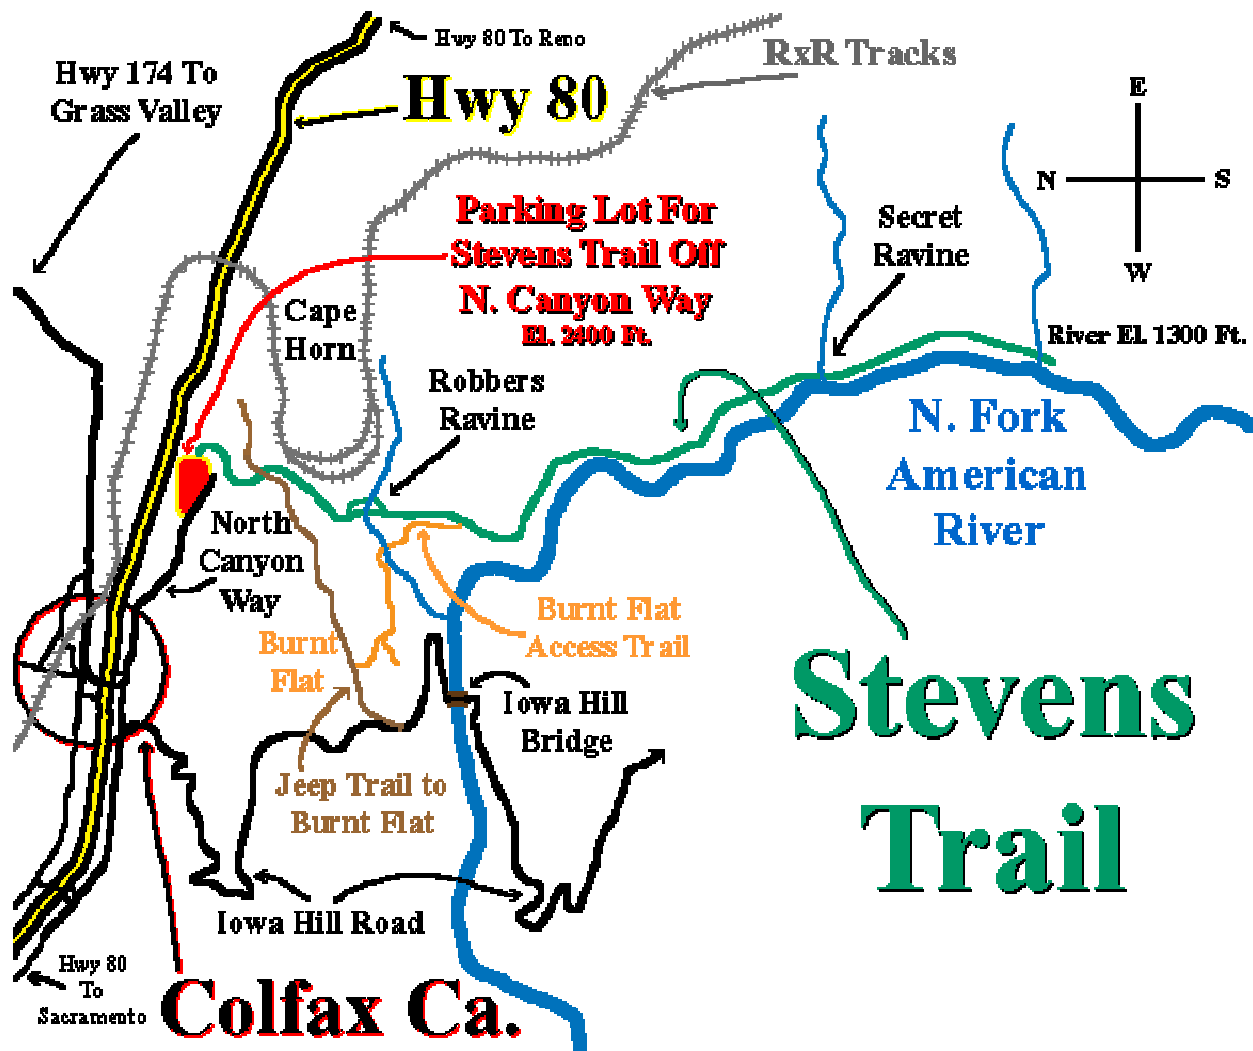 Hwy 80 To Reno
Hwy 174 To
Grass Valley
Hwy 80
RxR Tracks
E
N
S
W
Parking Lot For
Stevens Trail Off
N. Canyon Way
El. 2400 Ft.
Secret
Ravine
Cape
Horn
River El. 1300 Ft.
Robbers
Ravine
N. Fork
American
River
North
Canyon
Way
Burnt Flat
Access Trail
Burnt
Flat
Stevens
Trail
Iowa Hill
Bridge
Jeep Trail to
Burnt Flat
Iowa Hill Road
Hwy 80
To
Sacramento
Colfax Ca.